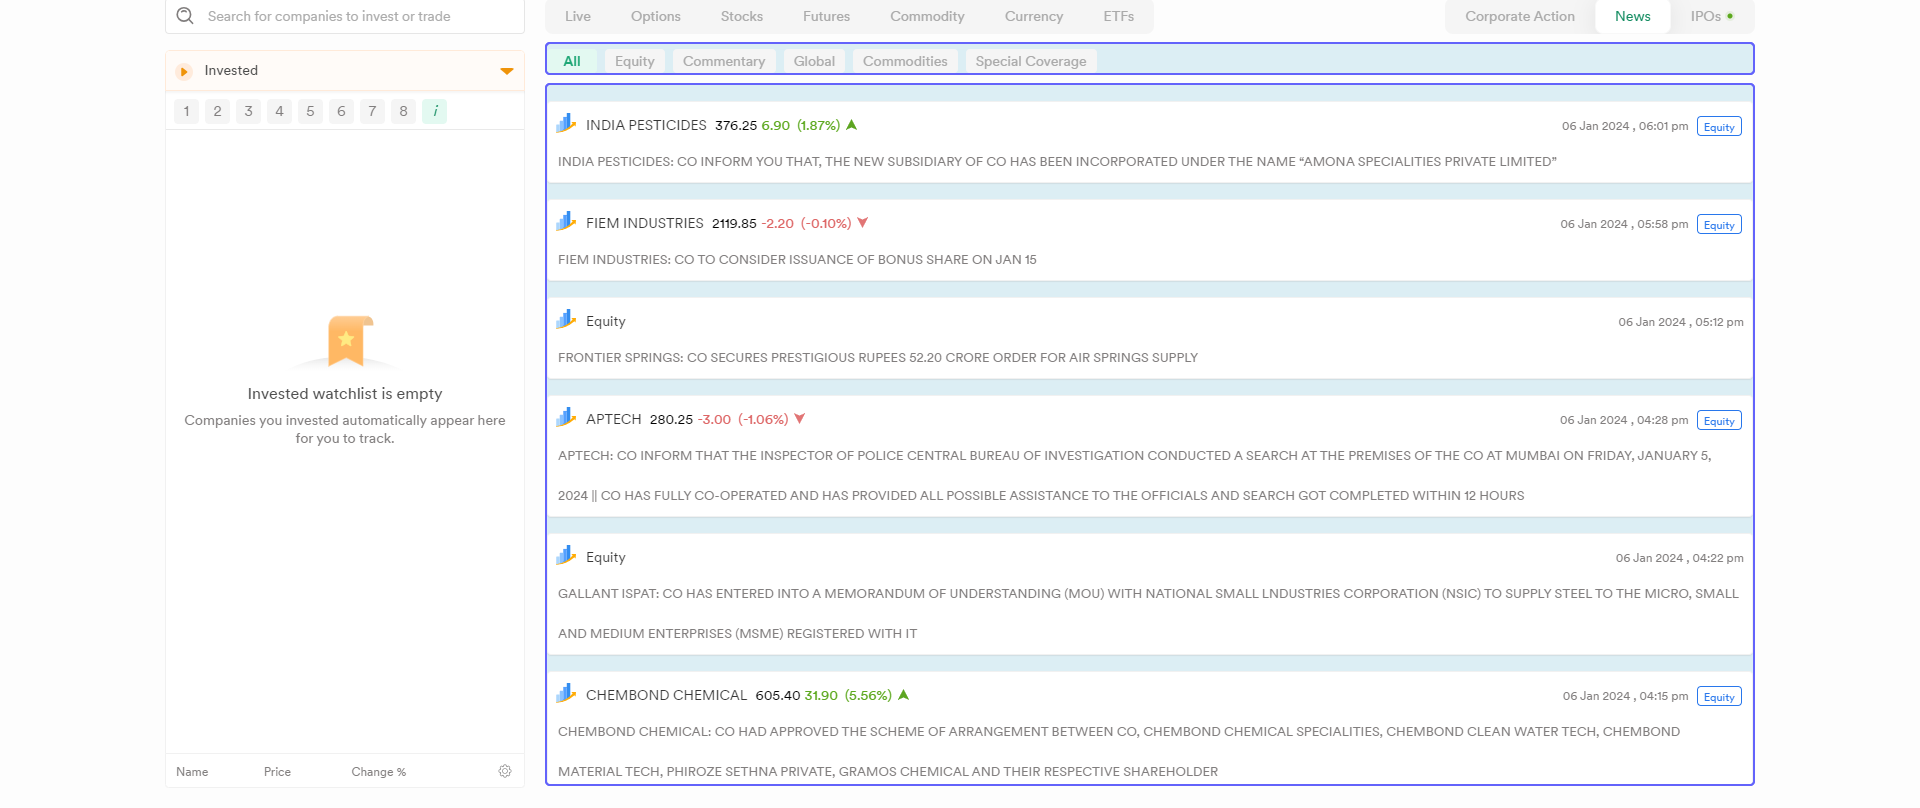 Search for companies to invest or trade
Live Options Stocks Futures Commodity Currency ETFs
Corporate Action News IPOs
Invested
1 2 3 4 5 6 7 8 i
Invested watchlist is empty
Companies you invested automatically appear here
for you to track.
Name Price Change %
All Equity Commentary Global Commodities Special Coverage
INDIA PESTICIDES 376.25 6.90 (1.87%) 06 Jan 2024 , 06:01 pm Equity
INDIA PESTICIDES: CO INFORM YOU THAT, THE NEW SUBSIDIARY OF CO HAS BEEN INCORPORATED UNDER THE NAME “AMONA SPECIALITIES PRIVATE LIMITED”
FIEM INDUSTRIES 2119.85 -2.20 (-0.10%) 06 Jan 2024 , 05:58 pm Equity
FIEM INDUSTRIES: CO TO CONSIDER ISSUANCE OF BONUS SHARE ON JAN 15
Equity 06 Jan 2024 , 05:12 pm
FRONTIER SPRINGS: CO SECURES PRESTIGIOUS RUPEES 52.20 CRORE ORDER FOR AIR SPRINGS SUPPLY
APTECH 280.25 -3.00 (-1.06%) 06 Jan 2024 , 04:28 pm Equity
APTECH: CO INFORM THAT THE INSPECTOR OF POLICE CENTRAL BUREAU OF INVESTIGATION CONDUCTED A SEARCH AT THE PREMISES OF THE CO AT MUMBAI ON FRIDAY, JANUARY 5,
2024 || CO HAS FULLY CO-OPERATED AND HAS PROVIDED ALL POSSIBLE ASSISTANCE TO THE OFFICIALS AND SEARCH GOT COMPLETED WITHIN 12 HOURS
Equity 06 Jan 2024 , 04:22 pm
GALLANT ISPAT: CO HAS ENTERED INTO A MEMORANDUM OF UNDERSTANDING (MOU) WITH NATIONAL SMALL LNDUSTRIES CORPORATION (NSIC) TO SUPPLY STEEL TO THE MICRO, SMALL
AND MEDIUM ENTERPRISES (MSME) REGISTERED WITH IT
CHEMBOND CHEMICAL 605.40 31.90 (5.56%) 06 Jan 2024 , 04:15 pm Equity
CHEMBOND CHEMICAL: CO HAD APPROVED THE SCHEME OF ARRANGEMENT BETWEEN CO, CHEMBOND CHEMICAL SPECIALITIES, CHEMBOND CLEAN WATER TECH, CHEMBOND
MATERIAL TECH, PHIROZE SETHNA PRIVATE, GRAMOS CHEMICAL AND THEIR RESPECTIVE SHAREHOLDER